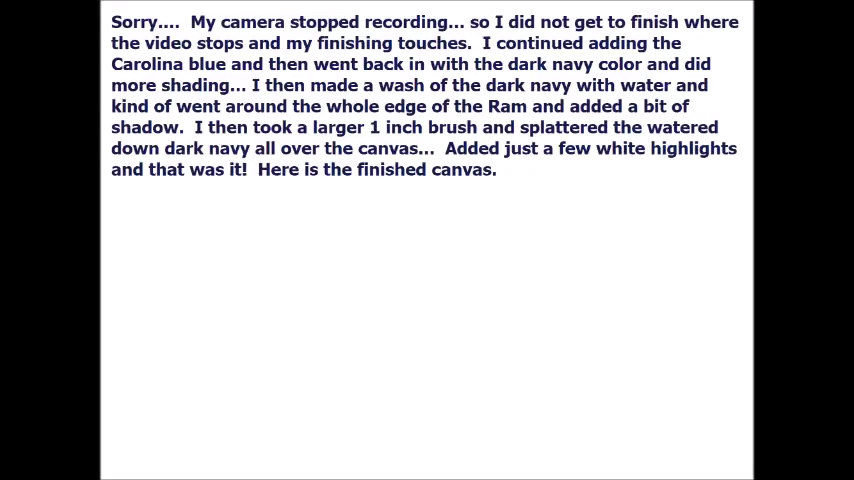 Sorry.... My camera stopped recording... so I did not get to finish where
the video stops and my finishing touches. I continued adding the
Carolina blue and then went back in with the dark navy color and did
more shading... I then made a wash of the dark navy with water and
kind of went around the whole edge of the Ram and added a bit of
shadow. I then took a larger 1 inch brush and splattered the watered
down dark navy all over the canvas... Added just a few white highlights
and that was it! Here is the finished canvas.